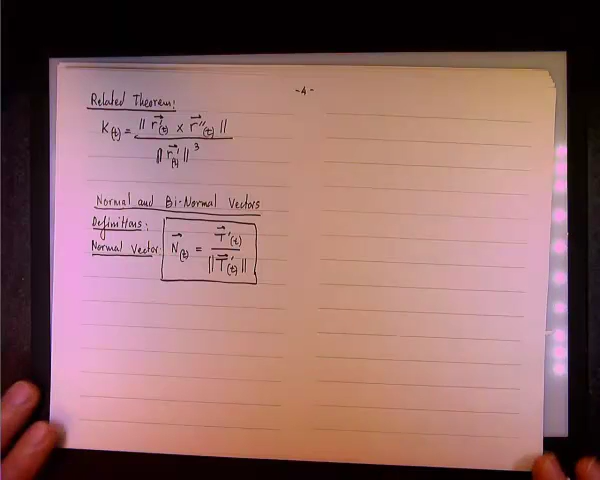 -4-
Related Theorem:
K(t) = || r⃗'(t) × r⃗''(t) || / || r⃗'(t) ||³
Normal and Bi-Normal Vectors
Definitions:
Normal Vector: N⃗(t) = T⃗'(t) / || T⃗'(t) ||